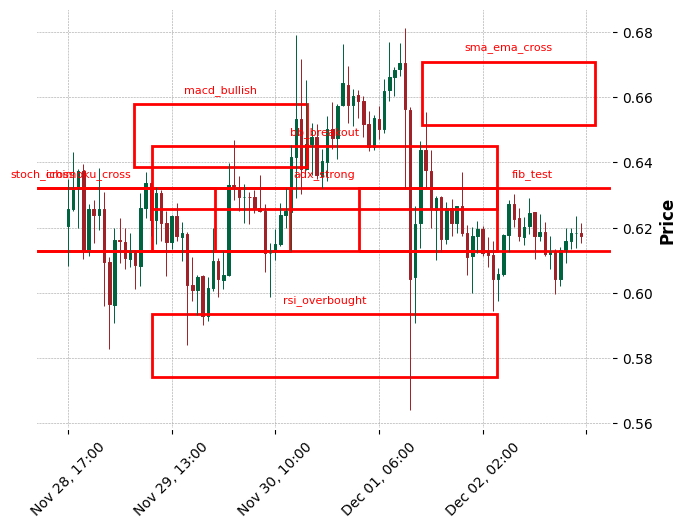 0.68
sma_ema_cross
0.66
macd_bullish
bb_breakout
0.64
stoch_cross
ichimoku_cross
adx_strong
fib_test
0.62
Price
0.60
rsi_overbought
0.58
0.56
Nov 28, 17:00
Nov 29, 13:00
Nov 30, 10:00
Dec 01, 06:00
Dec 02, 02:00